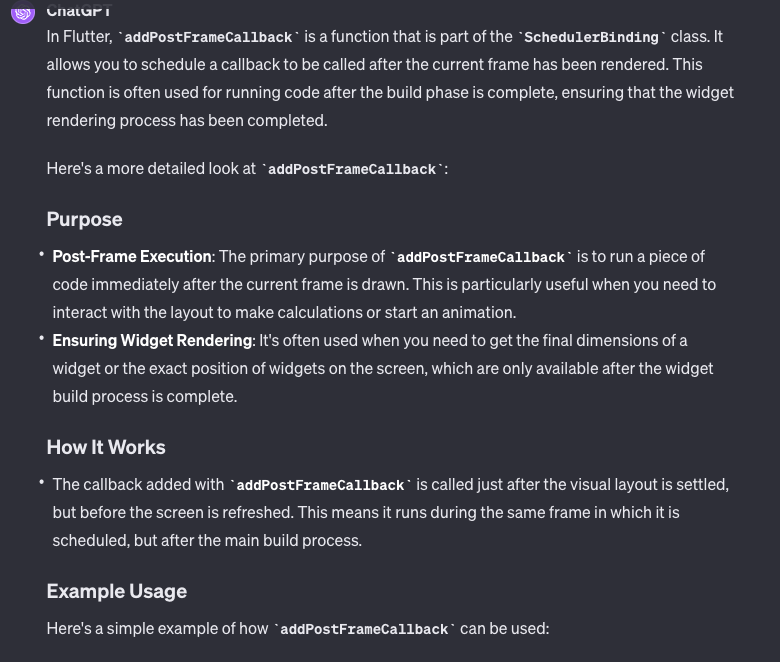 ChatGPT
In Flutter, `addPostFrameCallback` is a function that is part of the `SchedulerBinding` class. It
allows you to schedule a callback to be called after the current frame has been rendered. This
function is often used for running code after the build phase is complete, ensuring that the widget
rendering process has been completed.
Here's a more detailed look at `addPostFrameCallback`:
Purpose
• Post-Frame Execution: The primary purpose of `addPostFrameCallback` is to run a piece of
code immediately after the current frame is drawn. This is particularly useful when you need to
interact with the layout to make calculations or start an animation.
• Ensuring Widget Rendering: It's often used when you need to get the final dimensions of a
widget or the exact position of widgets on the screen, which are only available after the widget
build process is complete.
How It Works
• The callback added with `addPostFrameCallback` is called just after the visual layout is settled,
but before the screen is refreshed. This means it runs during the same frame in which it is
scheduled, but after the main build process.
Example Usage
Here's a simple example of how `addPostFrameCallback` can be used: